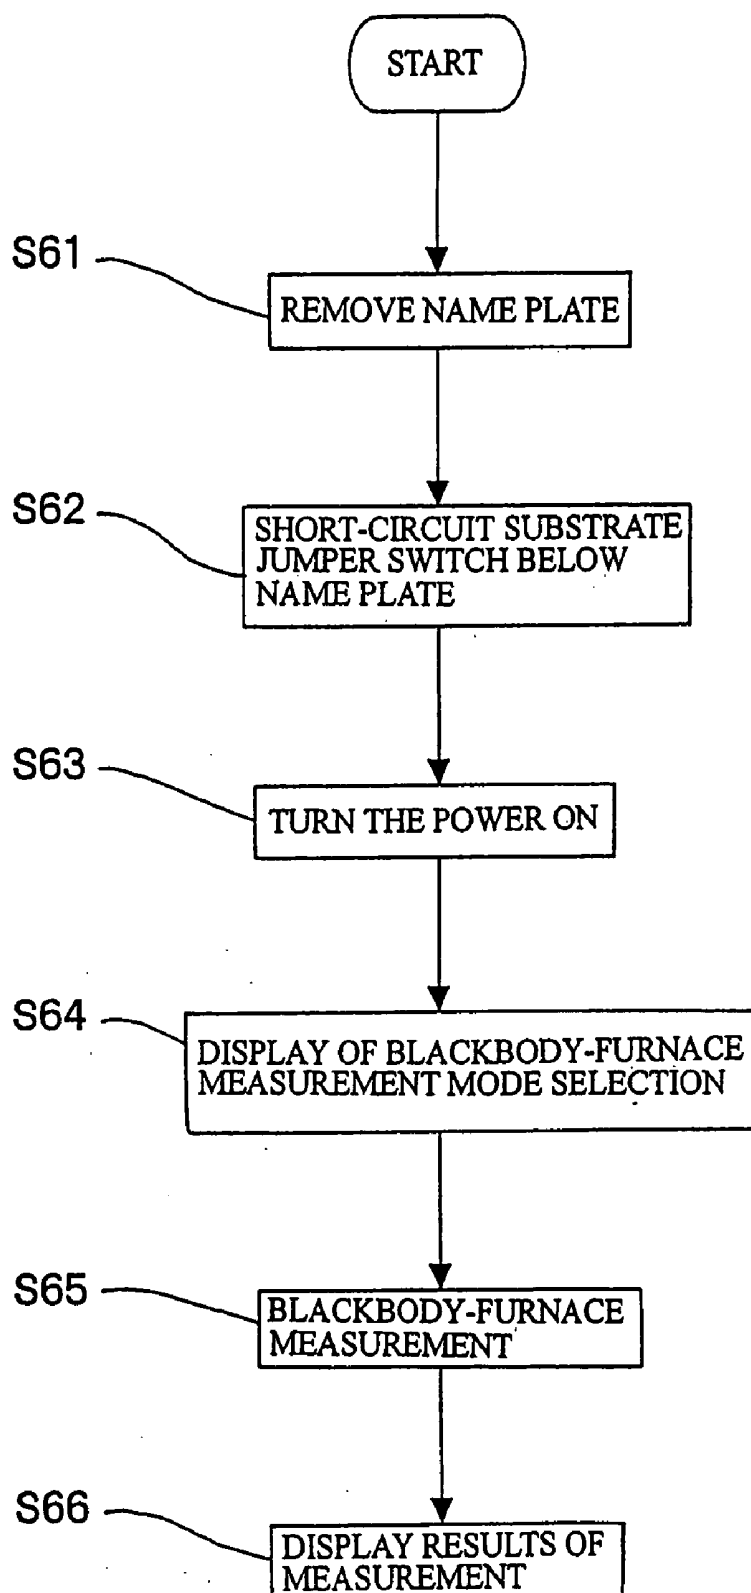 START
S61
REMOVE NAME PLATE
S62
SHORT-CIRCUIT SUBSTRATE
JUMPER SWITCH BELOW
NAME PLATE
S63
TURN THE POWER ON
S64
DISPLAY OF BLACKBODY-FURNACE
MEASUREMENT MODE SELECTION
S65
BLACKBODY-FURNACE
MEASUREMENT
S66
DISPLAY RESULTS OF
MEASUREMENT